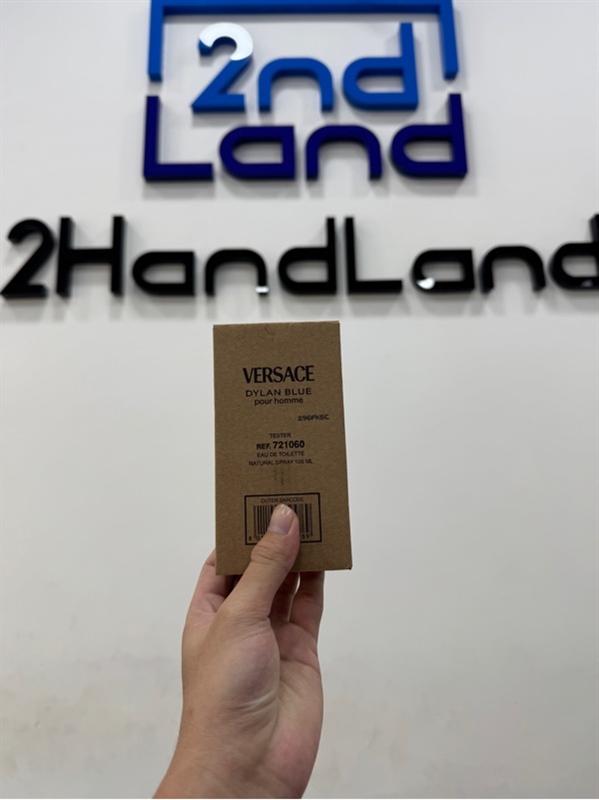 2nd
Land
2HandLand
VERSACE
DYLAN BLUE
pour homme
TESTER
REF. 721060
EAU DE TOILETTE
NATURAL SPRAY 100 ML
OUTER BARCODE
8